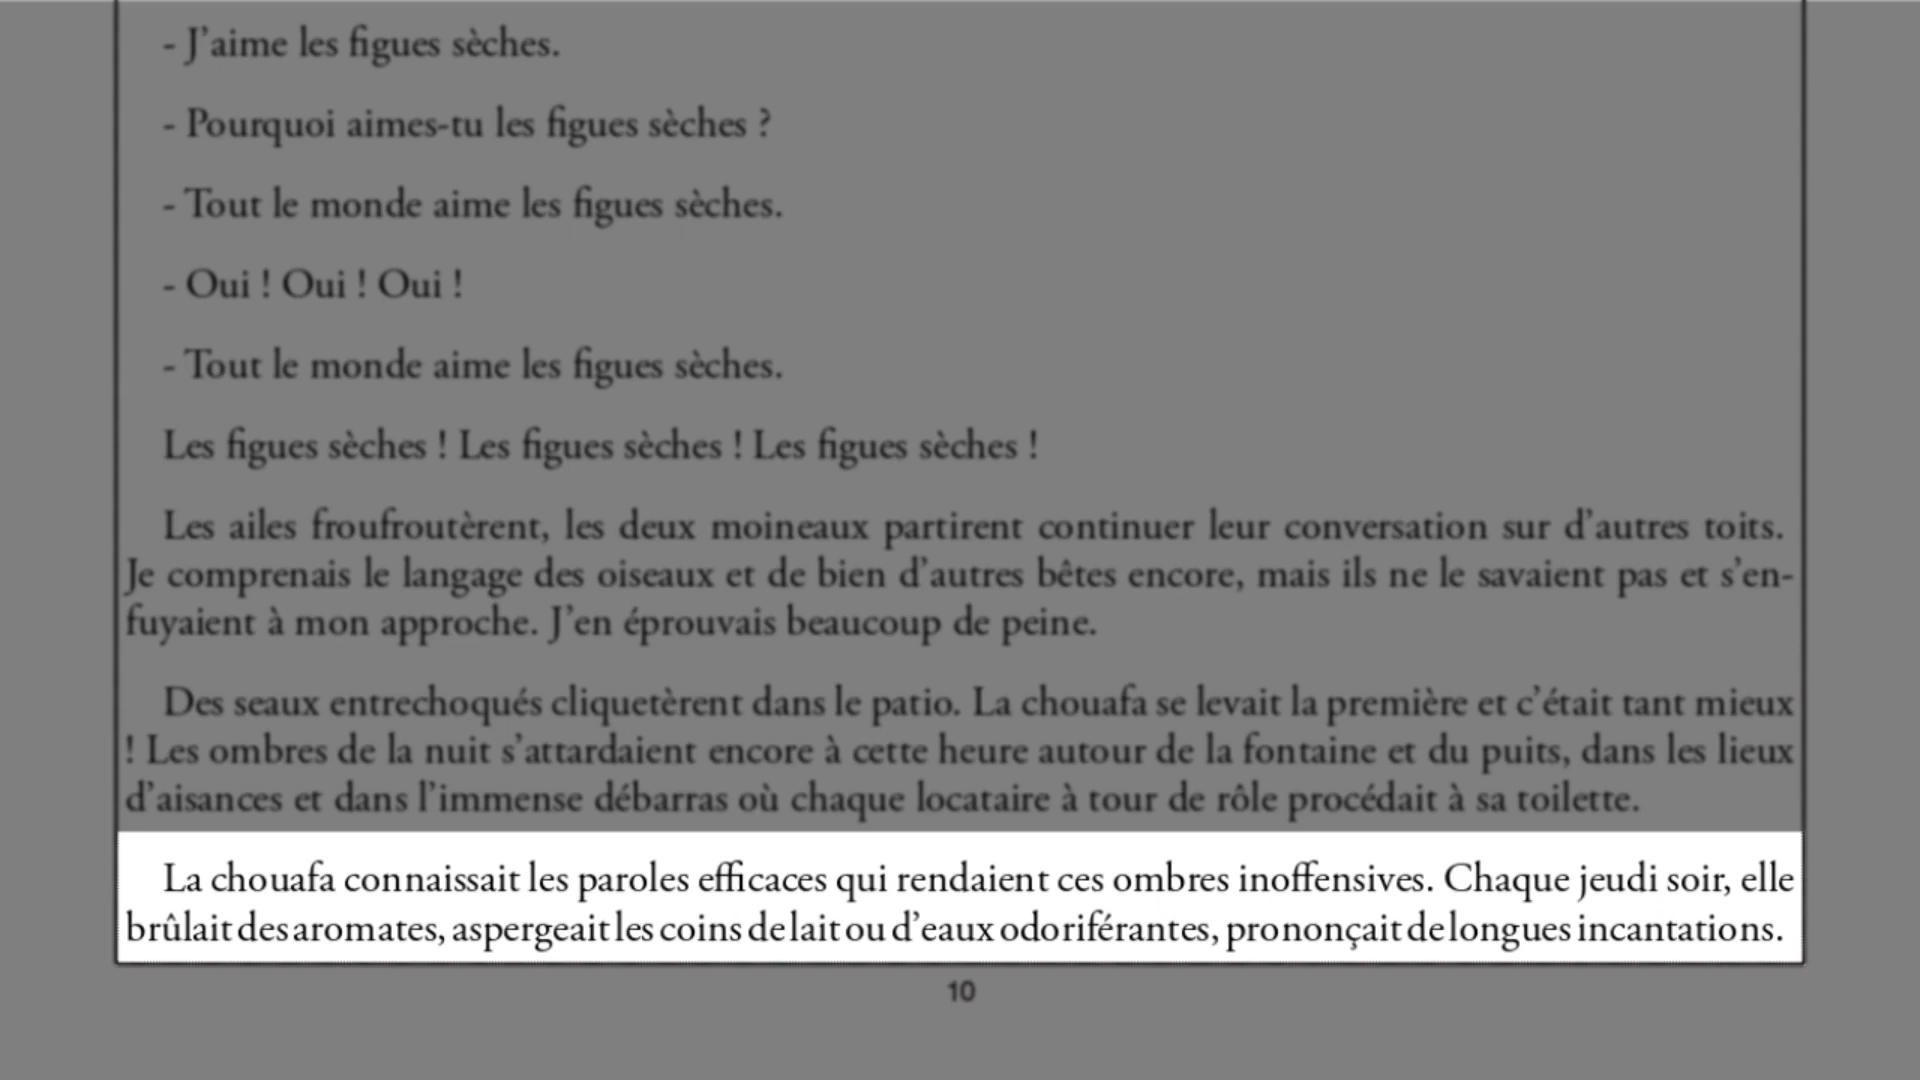 - J’aime les figues sèches.
- Pourquoi aimes-tu les figues sèches ?
- Tout le monde aime les figues sèches.
- Oui ! Oui ! Oui !
- Tout le monde aime les figues sèches.
Les figues sèches ! Les figues sèches ! Les figues sèches !
Les ailes froufroutèrent, les deux moineaux partirent continuer leur conversation sur d’autres toits.
Je comprenais le langage des oiseaux et de bien d’autres bêtes encore, mais ils ne le savaient pas et s’en-
fuyaient à mon approche. J’en éprouvais beaucoup de peine.
Des seaux entrechoqués cliquetèrent dans le patio. La chouafa se levait la première et c’était tant mieux
! Les ombres de la nuit s’attardaient encore à cette heure autour de la fontaine et du puits, dans les lieux
d’aisances et dans l’immense débarras où chaque locataire à tour de rôle procédait à sa toilette.
La chouafa connaissait les paroles efficaces qui rendaient ces ombres inoffensives. Chaque jeudi soir, elle
brûlait des aromates, aspergeait les coins de lait ou d’eaux odoriférantes, prononçait de longues incantations.
10